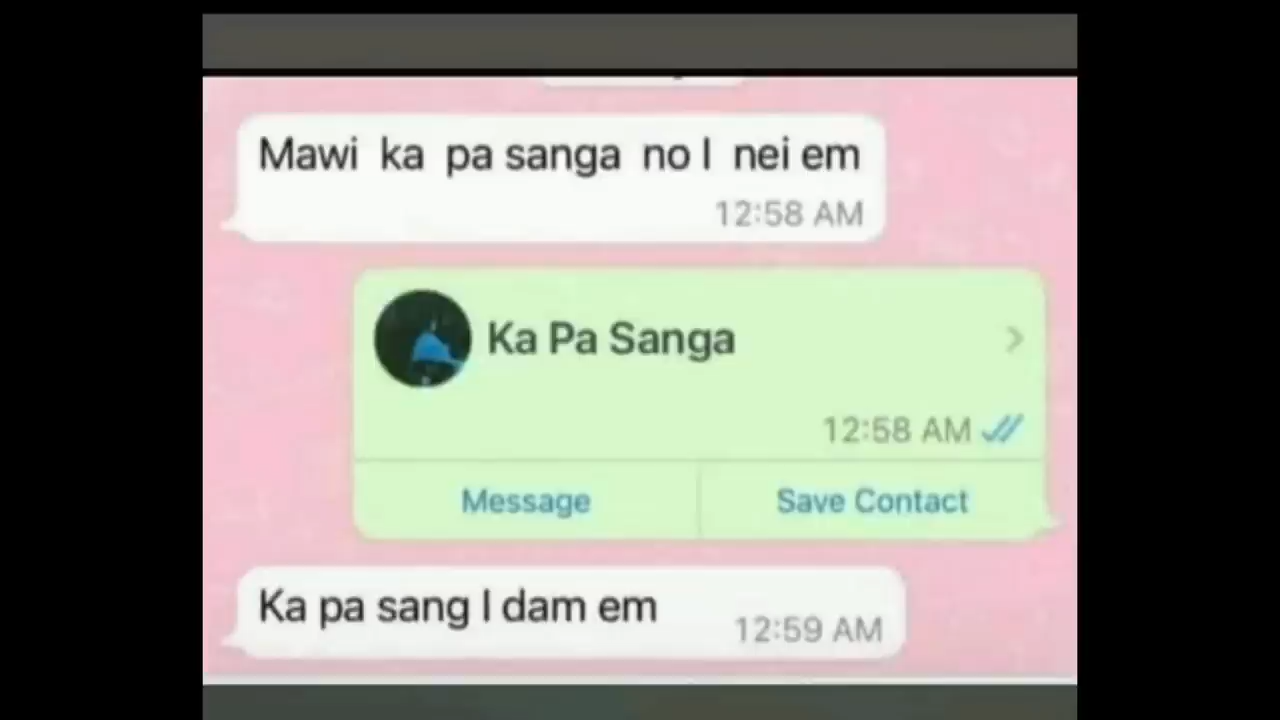 Mawi ka pa sanga no I nei em
12:58 AM
Ka Pa Sanga
12:58 AM
Message Save Contact
Ka pa sang I dam em
12:59 AM